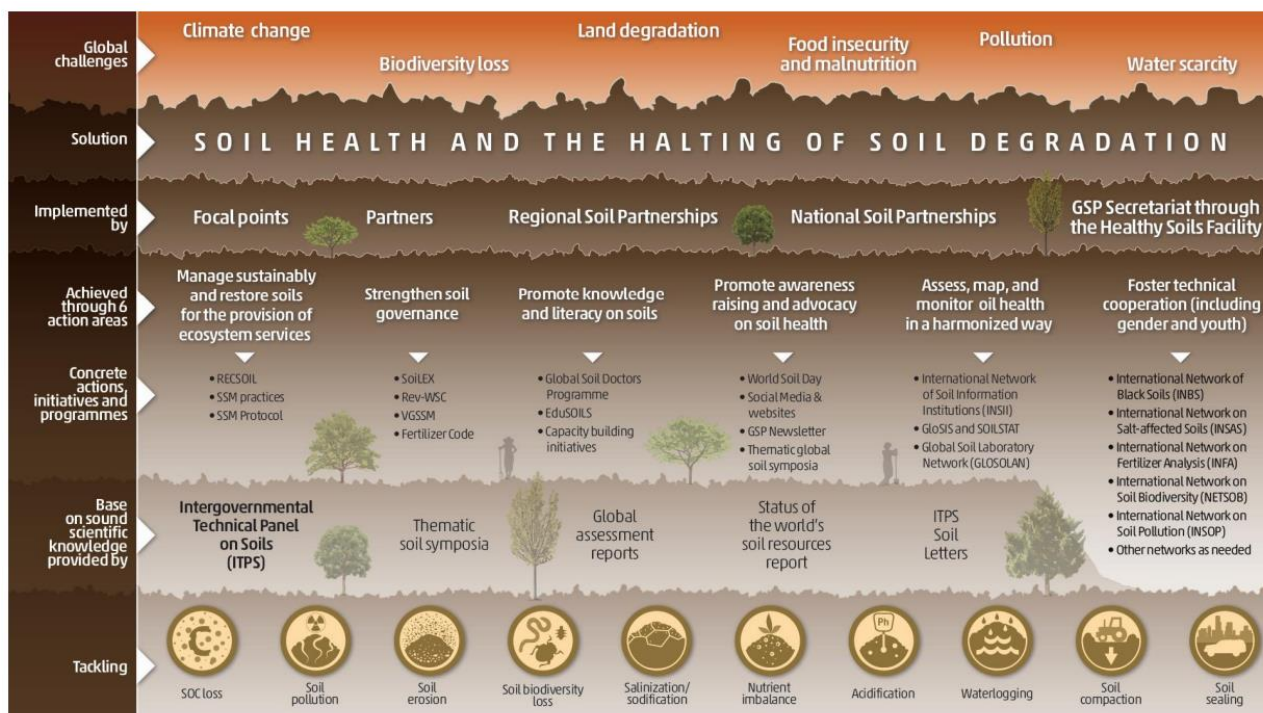 Global
challenges
Climate change
Biodiversity loss
Land degradation
Food insecurity
and malnutrition
Pollution
Water scarcity
Solution
SOIL HEALTH AND THE HALTING OF SOIL DEGRADATION
Implemented
by
Focal points
Partners
Regional Soil Partnerships
National Soil Partnerships
GSP Secretariat through
the Healthy Soils Facility
Achieved
through 6
action areas
Manage sustainably
and restore soils
for the provision of
ecosystem services
Strengthen soil
governance
Promote knowledge
and literacy on soils
Promote awareness
raising and advocacy
on soil health
Assess, map, and
monitor oil health
in a harmonized way
Foster technical
cooperation (including
gender and youth)
Concrete
actions,
initiatives and
programmes
• RECSOIL
• SSM practices
• SSM Protocol
• SoiLEX
• Rev-WSC
• VGSSM
• Fertilizer Code
• Global Soil Doctors
Programme
• EduSOILS
• Capacity building
initiatives
• World Soil Day
• Social Media &
websites
• GSP Newsletter
• Thematic global
soil symposia
• International Network
of Soil Information
Institutions (INSII)
• GloSIS and SOILSTAT
• Global Soil Laboratory
Network (GLOSOLAN)
• International Network of
Black Soils (INBS)
• International Network on
Salt-affected Soils (INSAS)
• International Network on
Fertilizer Analysis (INFA)
• International Network on
Soil Biodiversity (NETSOB)
• International Network on
Soil Pollution (INSOP)
• Other networks as needed
Base
on sound
scientific
knowledge
provided by
Intergovernmental
Technical Panel
on Soils
(ITPS)
Thematic
soil symposia
Global
assessment
reports
Status of
the world's
soil resources
report
ITPS
Soil
Letters
Tackling
C
Ph
SOC loss
Soil
pollution
Soil
erosion
Soil biodiversity
loss
Salinization/
sodification
Nutrient
imbalance
Acidification
Waterlogging
Soil
compaction
Soil
sealing